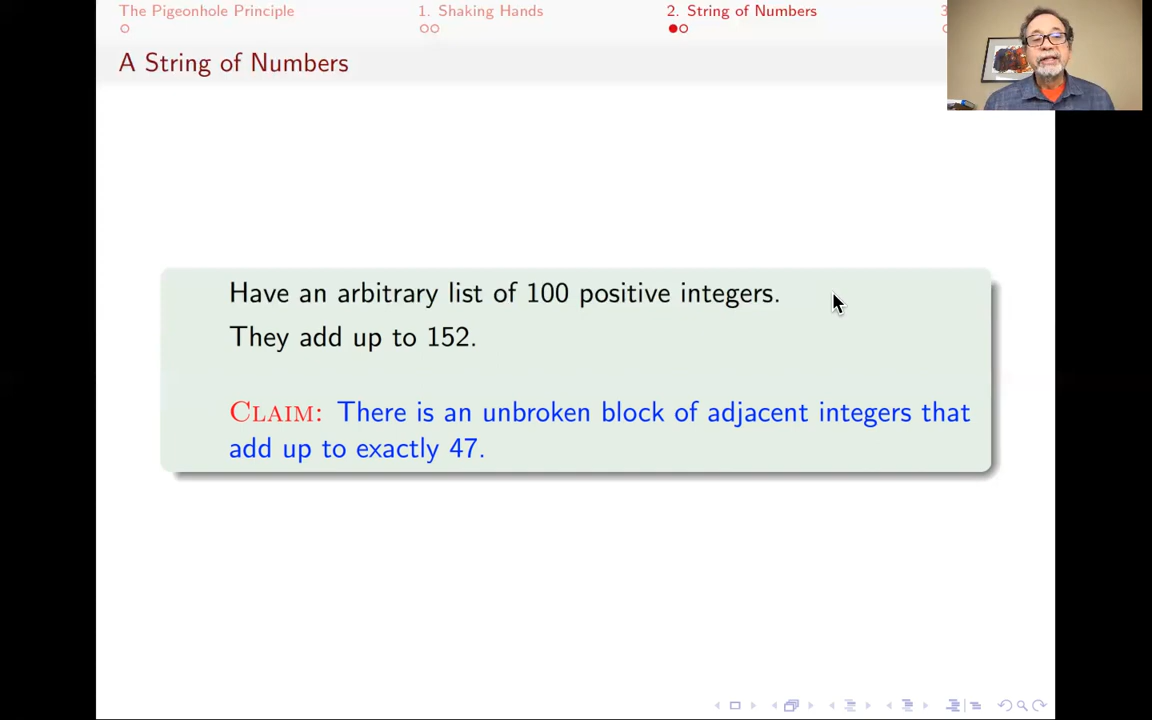 The Pigeonhole Principle
1. Shaking Hands
2. String of Numbers
3
A String of Numbers
Have an arbitrary list of 100 positive integers.
They add up to 152.
CLAIM: There is an unbroken block of adjacent integers that
add up to exactly 47.